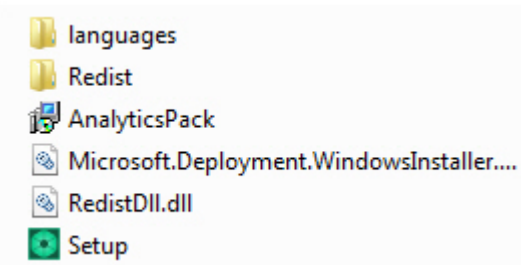 languages
Redist
AnalyticsPack
Microsoft.Deployment.WindowsInstaller....
RedistDll.dll
Setup